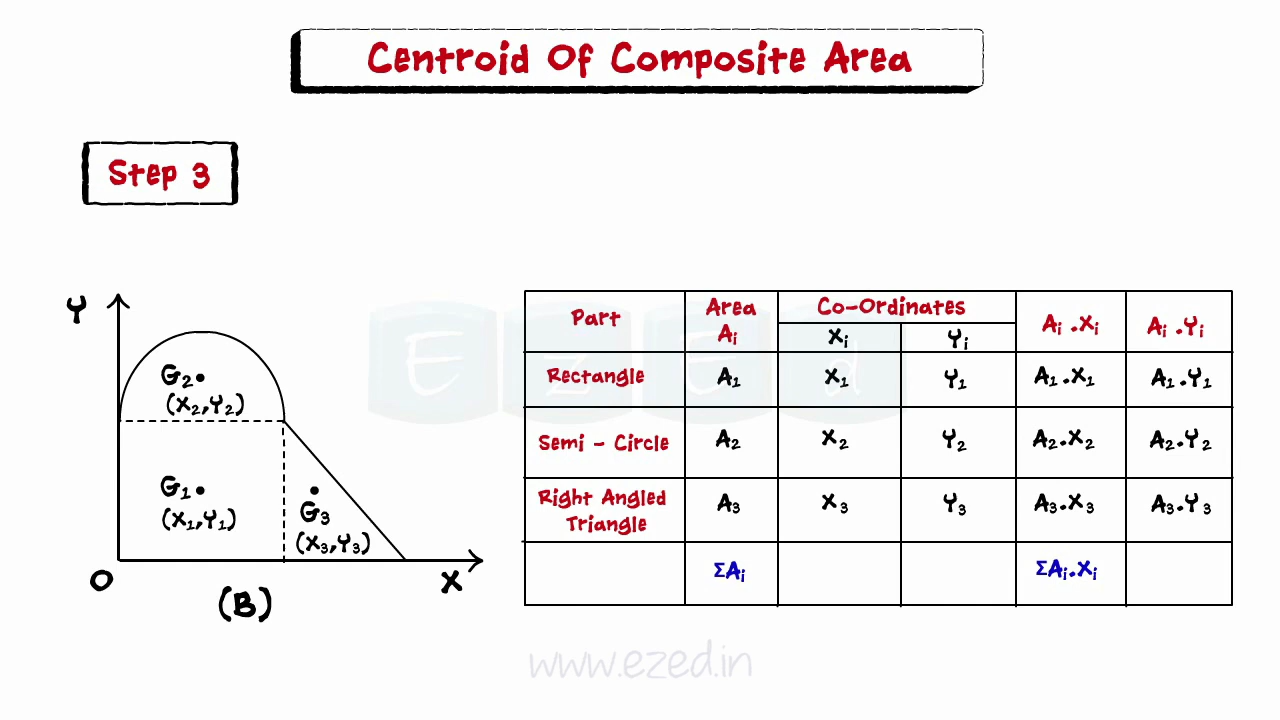 Centroid Of Composite Area
Step 3
Y
G2
(X2,Y2)
G1
(X1,Y1)
G3
(X3,Y3)
O
X
(B)
Part
Area
Ai
Co-Ordinates
Xi
Yi
Ai .Xi
Ai .Yi
Rectangle A1 X1 Y1 A1.X1 A1.Y1
Semi - Circle A2 X2 Y2 A2.X2 A2.Y2
Right Angled
Triangle
A3 X3 Y3 A3.X3 A3.Y3
ΣAi ΣAi.Xi
E z E d
www.ezed.in